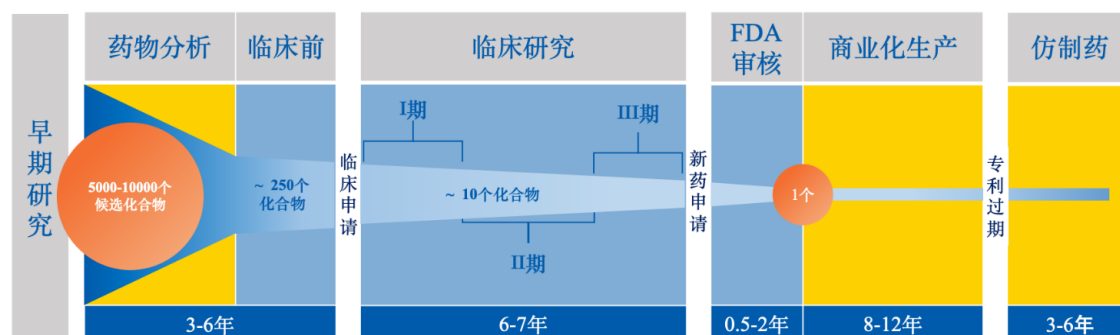 药物分析
临床前
临床研究
FDA
审核
商业化生产
仿制药
早期研究
5000-10000个
候选化合物
~ 250个
化合物
临床申请
I期
~ 10个化合物
II期
III期
新药申请
1个
专利过期
3-6年
6-7年
0.5-2年
8-12年
3-6年